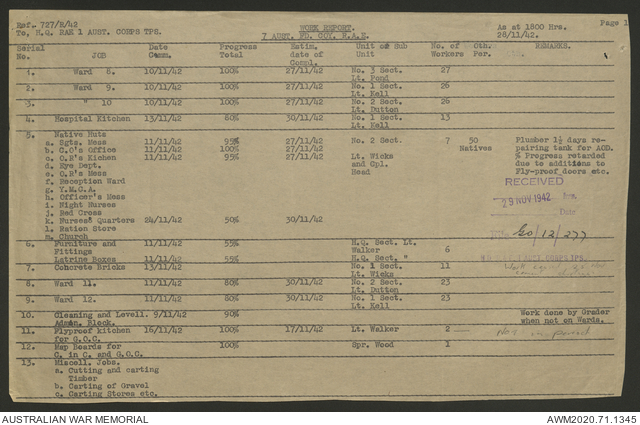 Ref. 727/R/42 WORK REPORT. As at 1800 Hrs. Page 1
To, H.Q. RAE 1 AUST. CORPS TPS. 7 AUST. FD. COY. R.A.E. 28/11/42.
Serial Date Progress Estim. Unit or Sub No. of Oth. REMARKS.
No. JOB Comm. Total date of Unit Workers Par.
Compl.
1. Ward 8. 10/11/42 100% 27/11/42 No. 3 Sect. 27
Lt. Pond
2. Ward 9. 10/11/42 100% 27/11/42 No. 1 Sect. 26
Lt. Kell
3. " 10 10/11/42 100% 27/11/42 No. 2 Sect. 26
Lt. Dutton
4. Hospital Kitchen 13/11/42 80% 30/11/42 No. 1 Sect. 13
Lt. Kell
5. Native Huts
a. Sgts. Mess 11/11/42 95% 27/11/42 No. 2 Sect. 7 50 Plumber 1½ days re-
b. C.O's Office 11/11/42 100% 27/11/42 Natives pairing tank for AOD.
c. O.R's Kichen 11/11/42 95% 27/11/42 Lt. Wicks % Progress retarded
d. Eye Dept. and Cpl. due to additions to
e. O.R's Mess Head Fly-proof doors etc.
f. Reception Ward
g. Y.M.C.A. RECEIVED
h. Officer's Mess
i. Night Nurses 29 NOV 1942 Hrs.
j. Red Cross Date
k. Nurses' Quarters 24/11/42 50% 30/11/42
l. Ration Store
m. Church Go/12/277
6. Furniture and 11/11/42 55% H.Q. Sect. Lt.
Fittings Walker 6
Latrine Boxes 11/11/42 55% H.Q. Sect. "
7. Concrete Bricks 13/11/42 No. 1 Sect. 11
Lt. Wicks
8. Ward 11. 11/11/42 80% 30/11/42 No. 2 Sect. 23
Lt. Dutton
9. Ward 12. 11/11/42 80% 30/11/42 No. 1 Sect. 23
Lt. Kell
10. Cleaning and Levell. 9/11/42 90% Work done by Grader
Admin. Block. when not on Wards.
11. Flyproof kitchen 16/11/42 100% 17/11/42 Lt. Walker 2
for G.O.C.
12. Map Boards for 100% Spr. Wood 1
C. in C. and G.O.C.
13. Miscell. Jobs.
a. Cutting and carting
Timber
b. Carting of Gravel
c. Carting Stores etc.
AUSTRALIAN WAR MEMORIAL AWM2020.71.1345